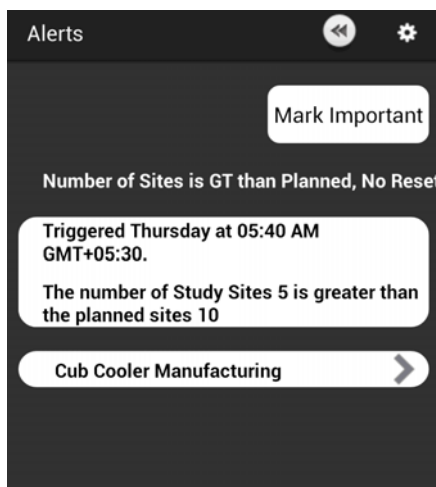 Alerts
Mark Important
Number of Sites is GT than Planned, No Reset
Triggered Thursday at 05:40 AM
GMT+05:30.
The number of Study Sites 5 is greater than
the planned sites 10
Cub Cooler Manufacturing